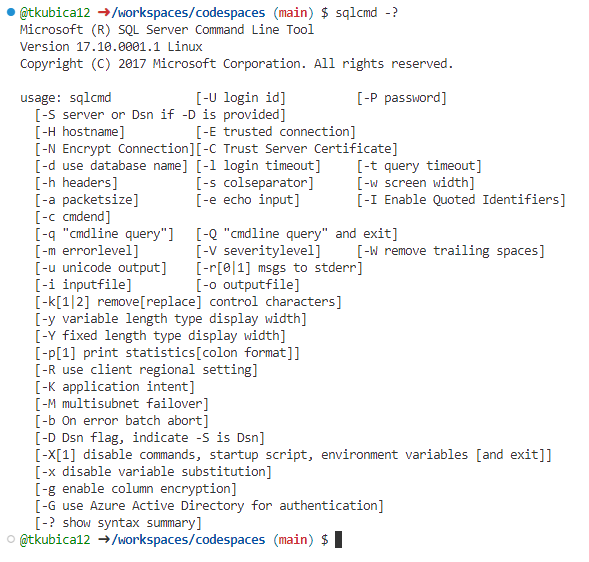 @tkubica12 ➜/workspaces/codespaces (main) $ sqlcmd -?
Microsoft (R) SQL Server Command Line Tool
Version 17.10.0001.1 Linux
Copyright (C) 2017 Microsoft Corporation. All rights reserved.

usage: sqlcmd            [-U login id]          [-P password]
  [-S server or Dsn if -D is provided]
  [-H hostname]          [-E trusted connection]
  [-N Encrypt Connection][-C Trust Server Certificate]
  [-d use database name] [-l login timeout]     [-t query timeout]
  [-h headers]           [-s colseparator]      [-w screen width]
  [-a packetsize]        [-e echo input]        [-I Enable Quoted Identifiers]
  [-c cmdend]
  [-q "cmdline query"]   [-Q "cmdline query" and exit]
  [-m errorlevel]        [-V severitylevel]     [-W remove trailing spaces]
  [-u unicode output]    [-r[0|1] msgs to stderr]
  [-i inputfile]         [-o outputfile]
  [-k[1|2] remove[replace] control characters]
  [-y variable length type display width]
  [-Y fixed length type display width]
  [-p[1] print statistics[colon format]]
  [-R use client regional setting]
  [-K application intent]
  [-M multisubnet failover]
  [-b On error batch abort]
  [-D Dsn flag, indicate -S is Dsn]
  [-X[1] disable commands, startup script, environment variables [and exit]]
  [-x disable variable substitution]
  [-g enable column encryption]
  [-G use Azure Active Directory for authentication]
  [-? show syntax summary]
@tkubica12 ➜/workspaces/codespaces (main) $